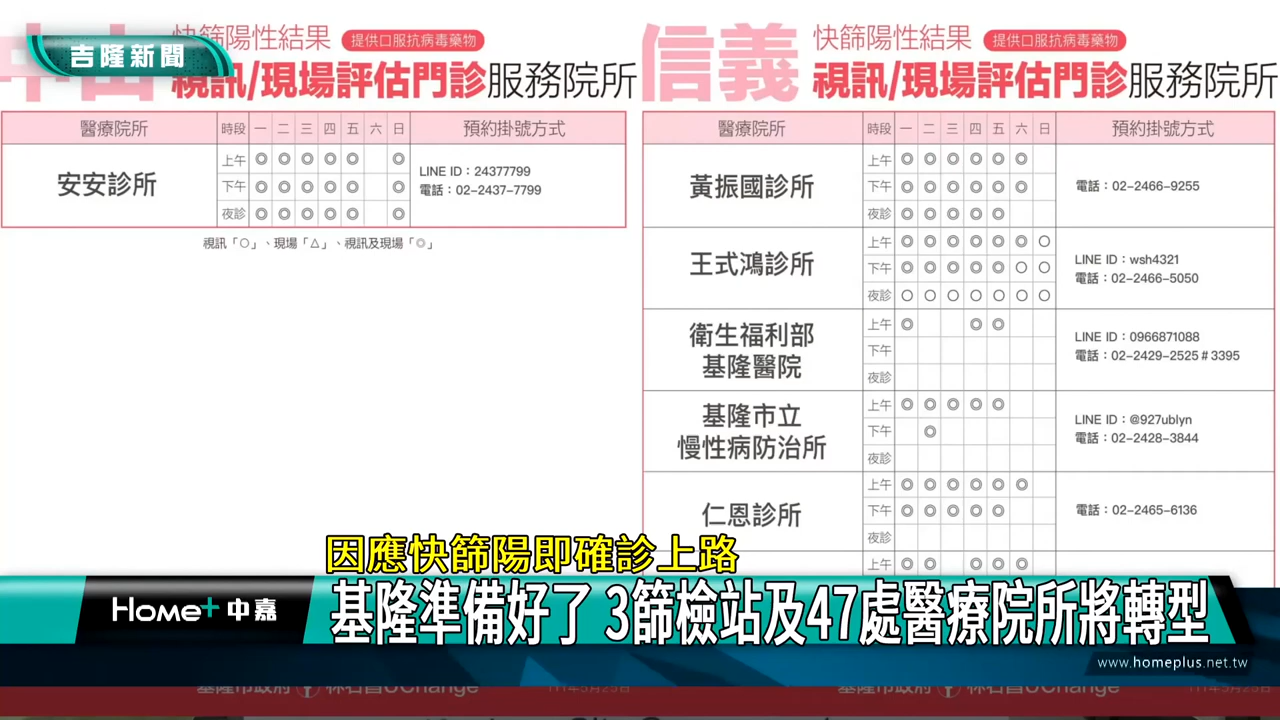 吉隆新聞
中山
快篩陽性結果 提供口服抗病毒藥物
視訊/現場評估門診服務院所
醫療院所 時段 一 二 三 四 五 六 日 預約掛號方式
安安診所
上午 ◎ ◎ ◎ ◎ ◎ ◎
下午 ◎ ◎ ◎ ◎ ◎ ◎
夜診 ◎ ◎ ◎ ◎ ◎ ◎
LINE ID：24377799
電話：02-2437-7799
視訊「○」、現場「△」、視訊及現場「◎」
信義
快篩陽性結果 提供口服抗病毒藥物
視訊/現場評估門診服務院所
醫療院所 時段 一 二 三 四 五 六 日 預約掛號方式
黃振國診所
上午 ◎ ◎ ◎ ◎ ◎ ◎
下午 ◎ ◎ ◎ ◎ ◎ ◎
夜診 ◎ ◎ ◎ ◎ ◎
電話：02-2466-9255
王式鴻診所
上午 ◎ ◎ ◎ ◎ ◎ ◎ ○
下午 ◎ ◎ ◎ ◎ ◎ ○ ○
夜診 ○ ○ ○ ○ ○ ○ ○
LINE ID：wsh4321
電話：02-2466-5050
衛生福利部
基隆醫院
上午 ◎ ◎ ◎
下午
夜診
LINE ID：0966871088
電話：02-2429-2525＃3395
基隆市立
慢性病防治所
上午 ◎ ◎ ◎ ◎ ◎
下午 ◎
夜診
LINE ID：@927ublyn
電話：02-2428-3844
仁恩診所
上午 ◎ ◎ ◎ ◎ ◎ ◎
下午 ◎ ◎ ◎ ◎ ◎
夜診
電話：02-2465-6136
上午 ◎ ◎ ◎ ◎ ◎
因應快篩陽即確診上路
Home+ 中嘉
基隆準備好了 3篩檢站及47處醫療院所將轉型
www.homeplus.net.tw